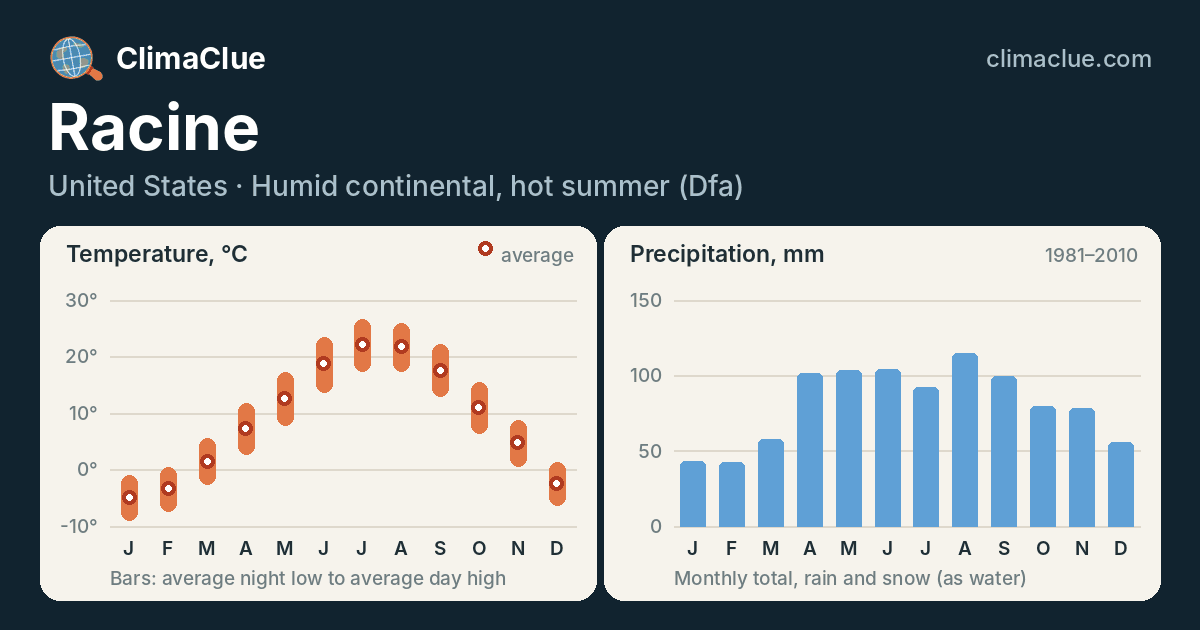 ClimaClue
climaclue.com
Racine
United States · Humid continental, hot summer (Dfa)
Temperature, °C
average
30°
20°
10°
0°
-10°
J F M A M J J A S O N D
Bars: average night low to average day high
Precipitation, mm
1981–2010
150
100
50
0
J F M A M J J A S O N D
Monthly total, rain and snow (as water)